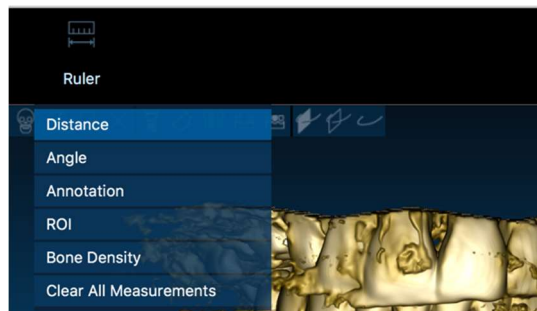 Ruler
Distance
Angle
Annotation
ROI
Bone Density
Clear All Measurements